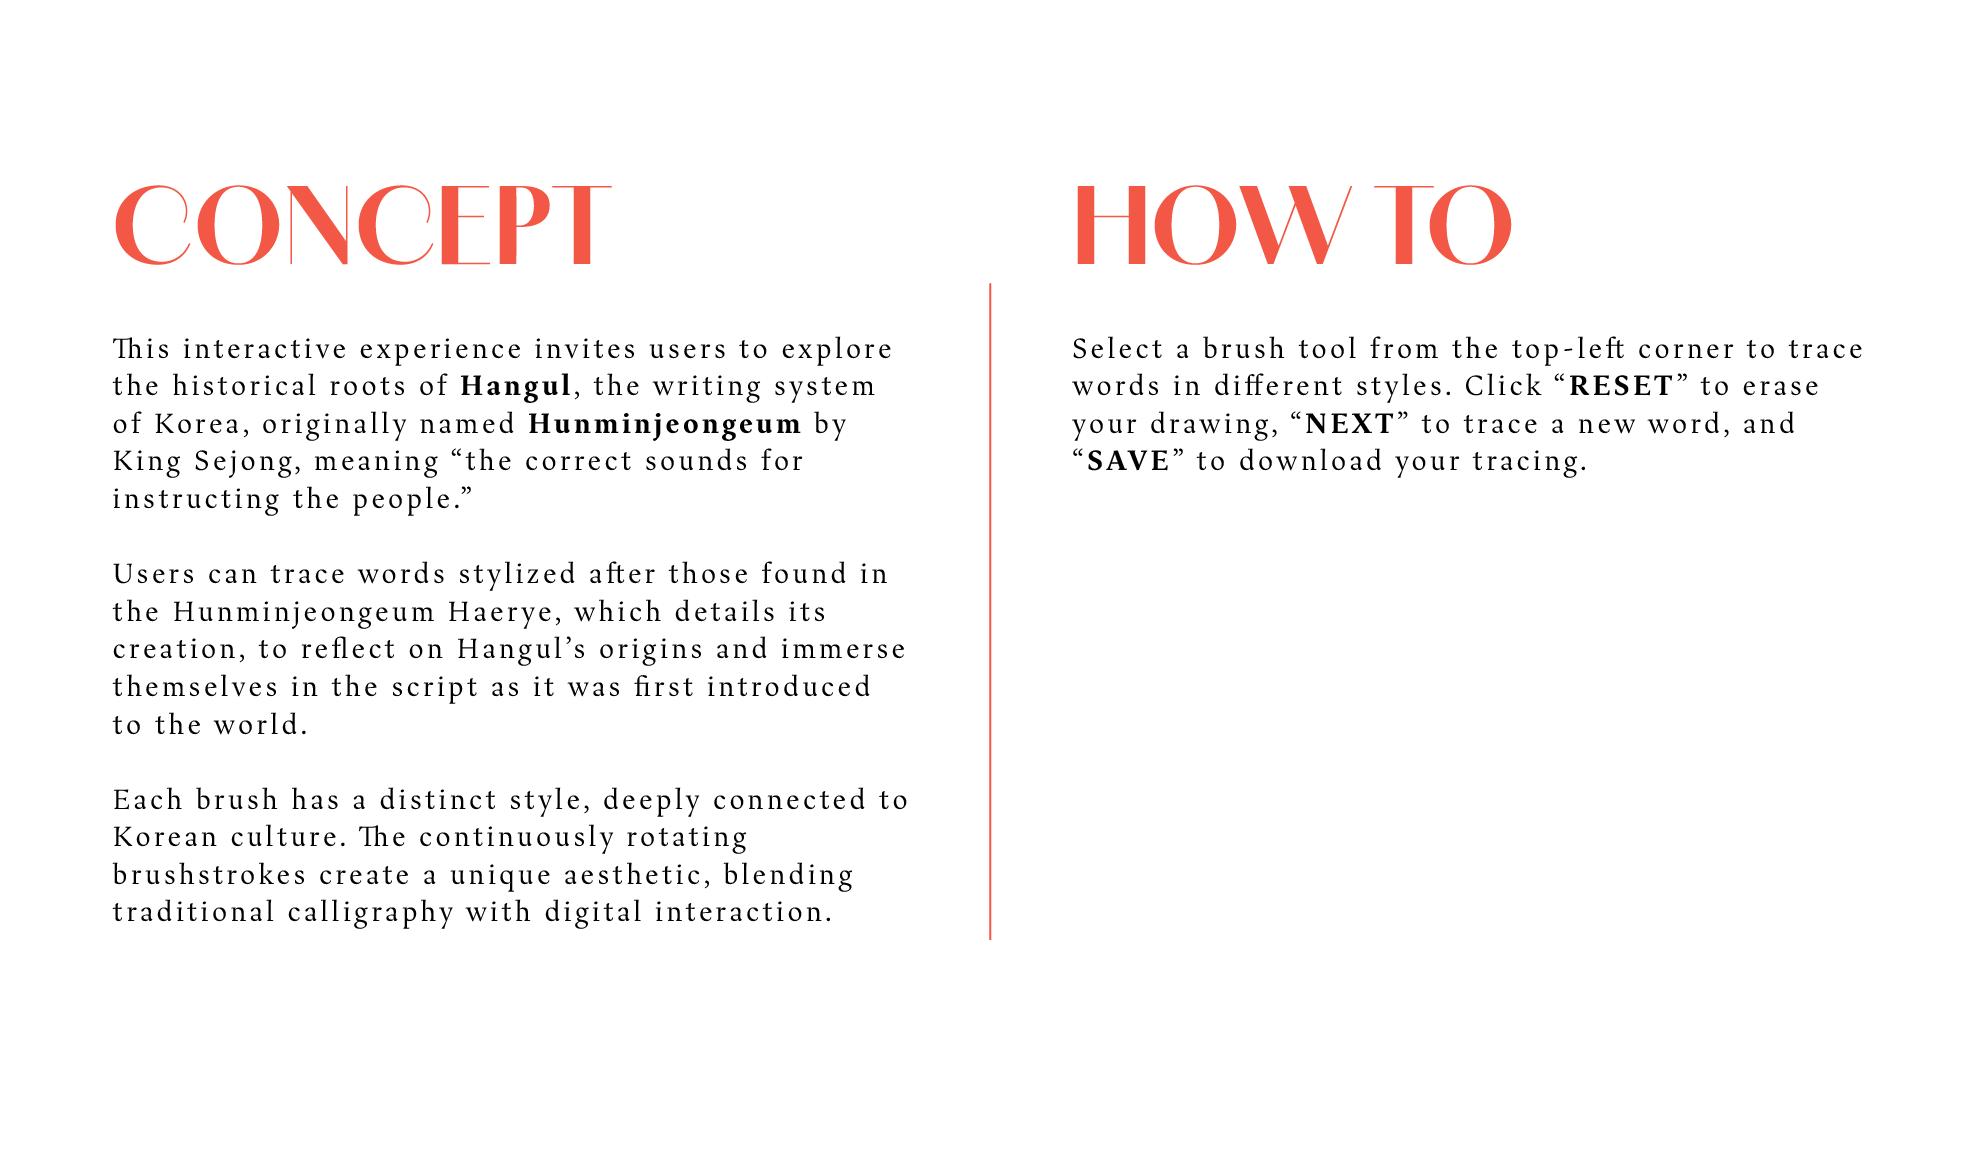 CONCEPT
This interactive experience invites users to explore
the historical roots of Hangul, the writing system
of Korea, originally named Hunminjeongeum by
King Sejong, meaning “the correct sounds for
instructing the people.”
Users can trace words stylized after those found in
the Hunminjeongeum Haerye, which details its
creation, to reflect on Hangul’s origins and immerse
themselves in the script as it was first introduced
to the world.
Each brush has a distinct style, deeply connected to
Korean culture. The continuously rotating
brushstrokes create a unique aesthetic, blending
traditional calligraphy with digital interaction.
HOW TO
Select a brush tool from the top-left corner to trace
words in different styles. Click “RESET” to erase
your drawing, “NEXT” to trace a new word, and
“SAVE” to download your tracing.